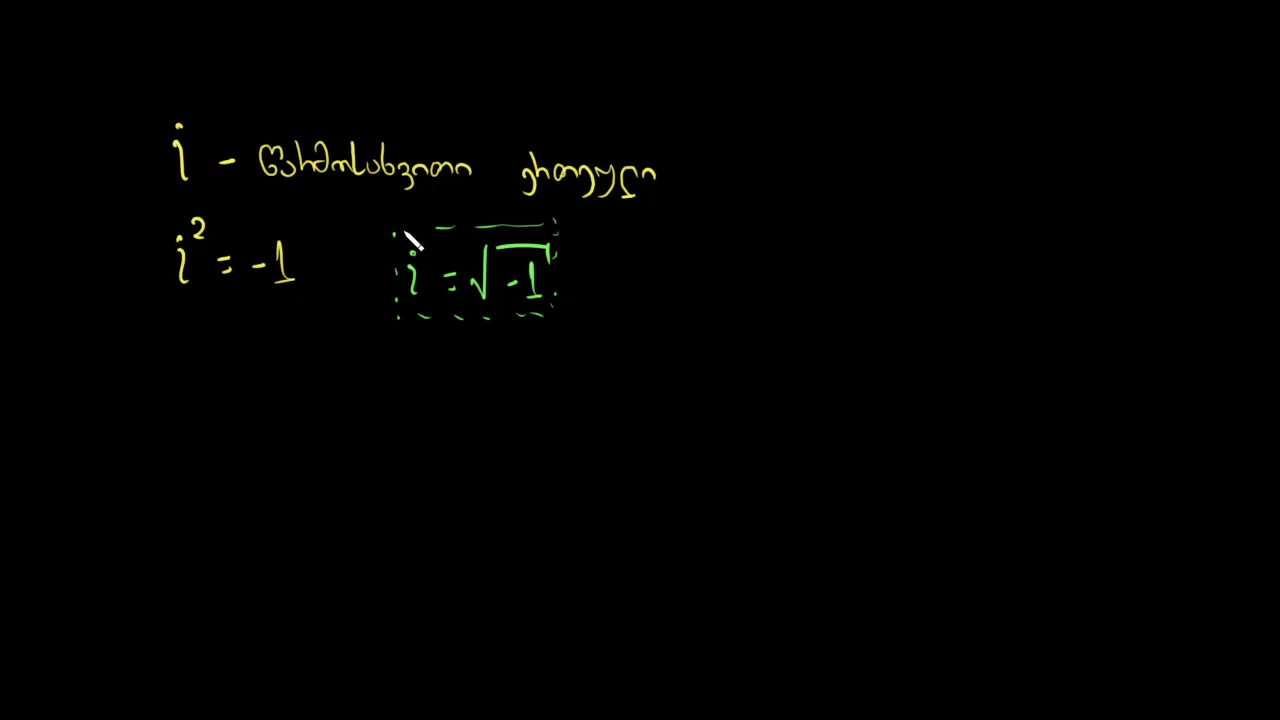 i - წარმოსახვითი ერთეული
i² = -1
i = √-1